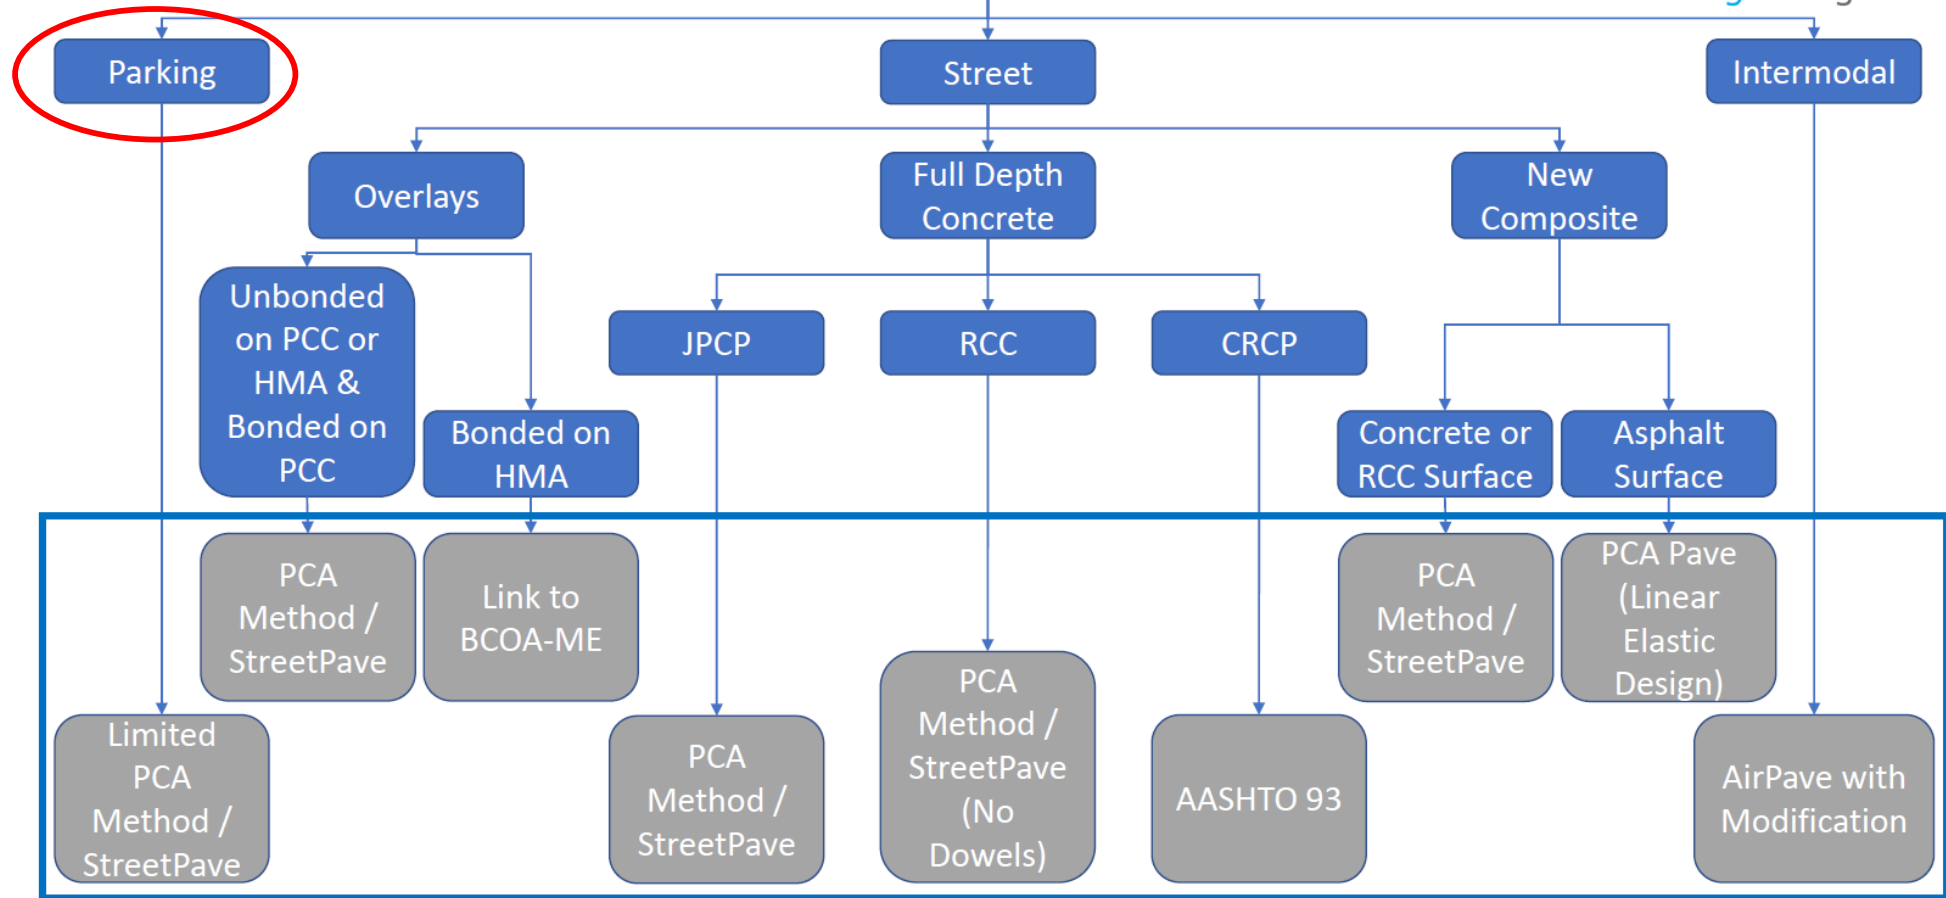 Parking
Street
Intermodal
Overlays
Full Depth
Concrete
New
Composite
Unbonded
on PCC or
HMA &
Bonded on
PCC
Bonded on
HMA
JPCP
RCC
CRCP
Concrete or
RCC Surface
Asphalt
Surface
PCA
Method /
StreetPave
Link to
BCOA-ME
PCA
Method /
StreetPave
PCA Pave
(Linear
Elastic
Design)
Limited
PCA
Method /
StreetPave
PCA
Method /
StreetPave
PCA
Method /
StreetPave
(No
Dowels)
AASHTO 93
AirPave with
Modification